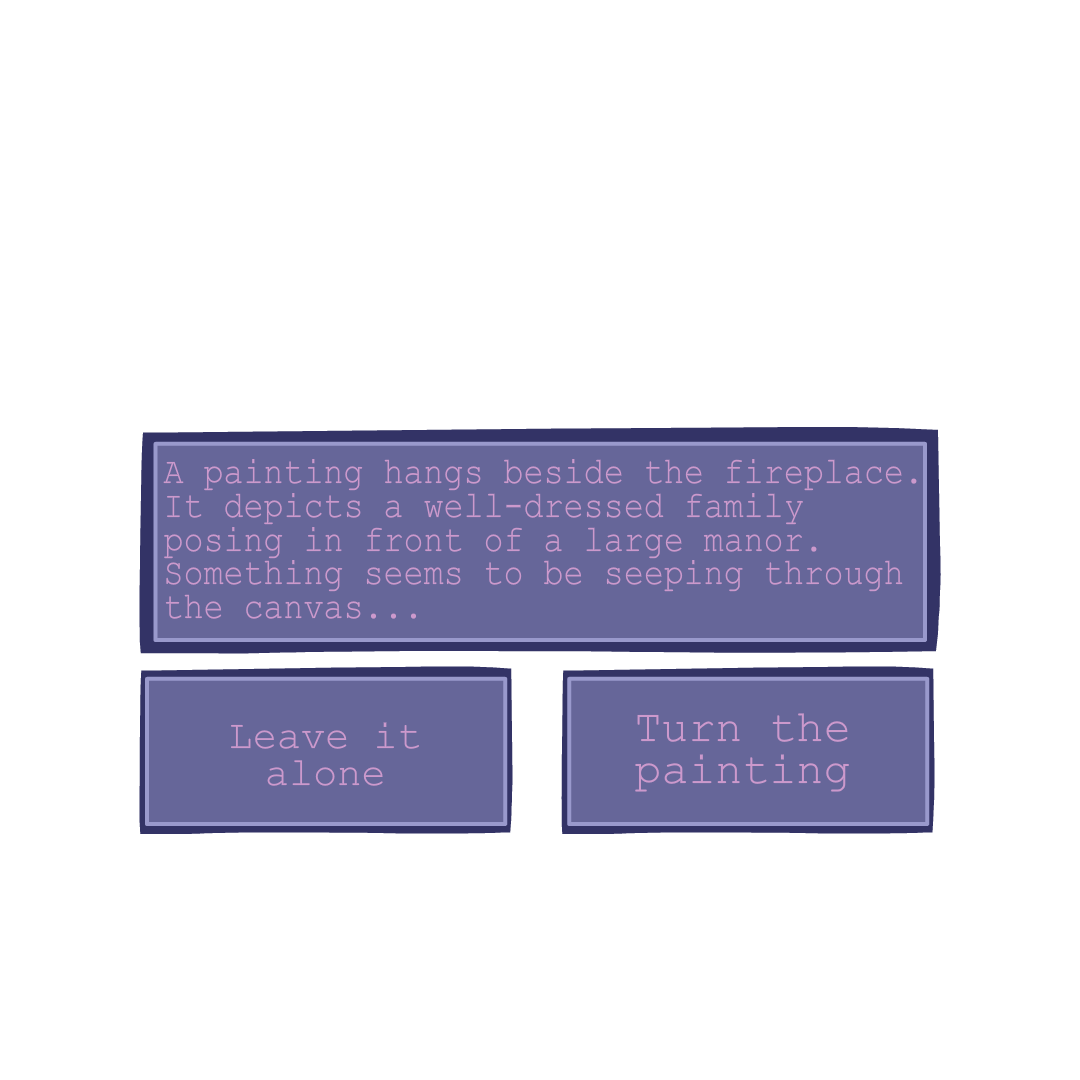 A painting hangs beside the fireplace.
It depicts a well-dressed family
posing in front of a large manor.
Something seems to be seeping through
the canvas...
Leave it
alone
Turn the
painting